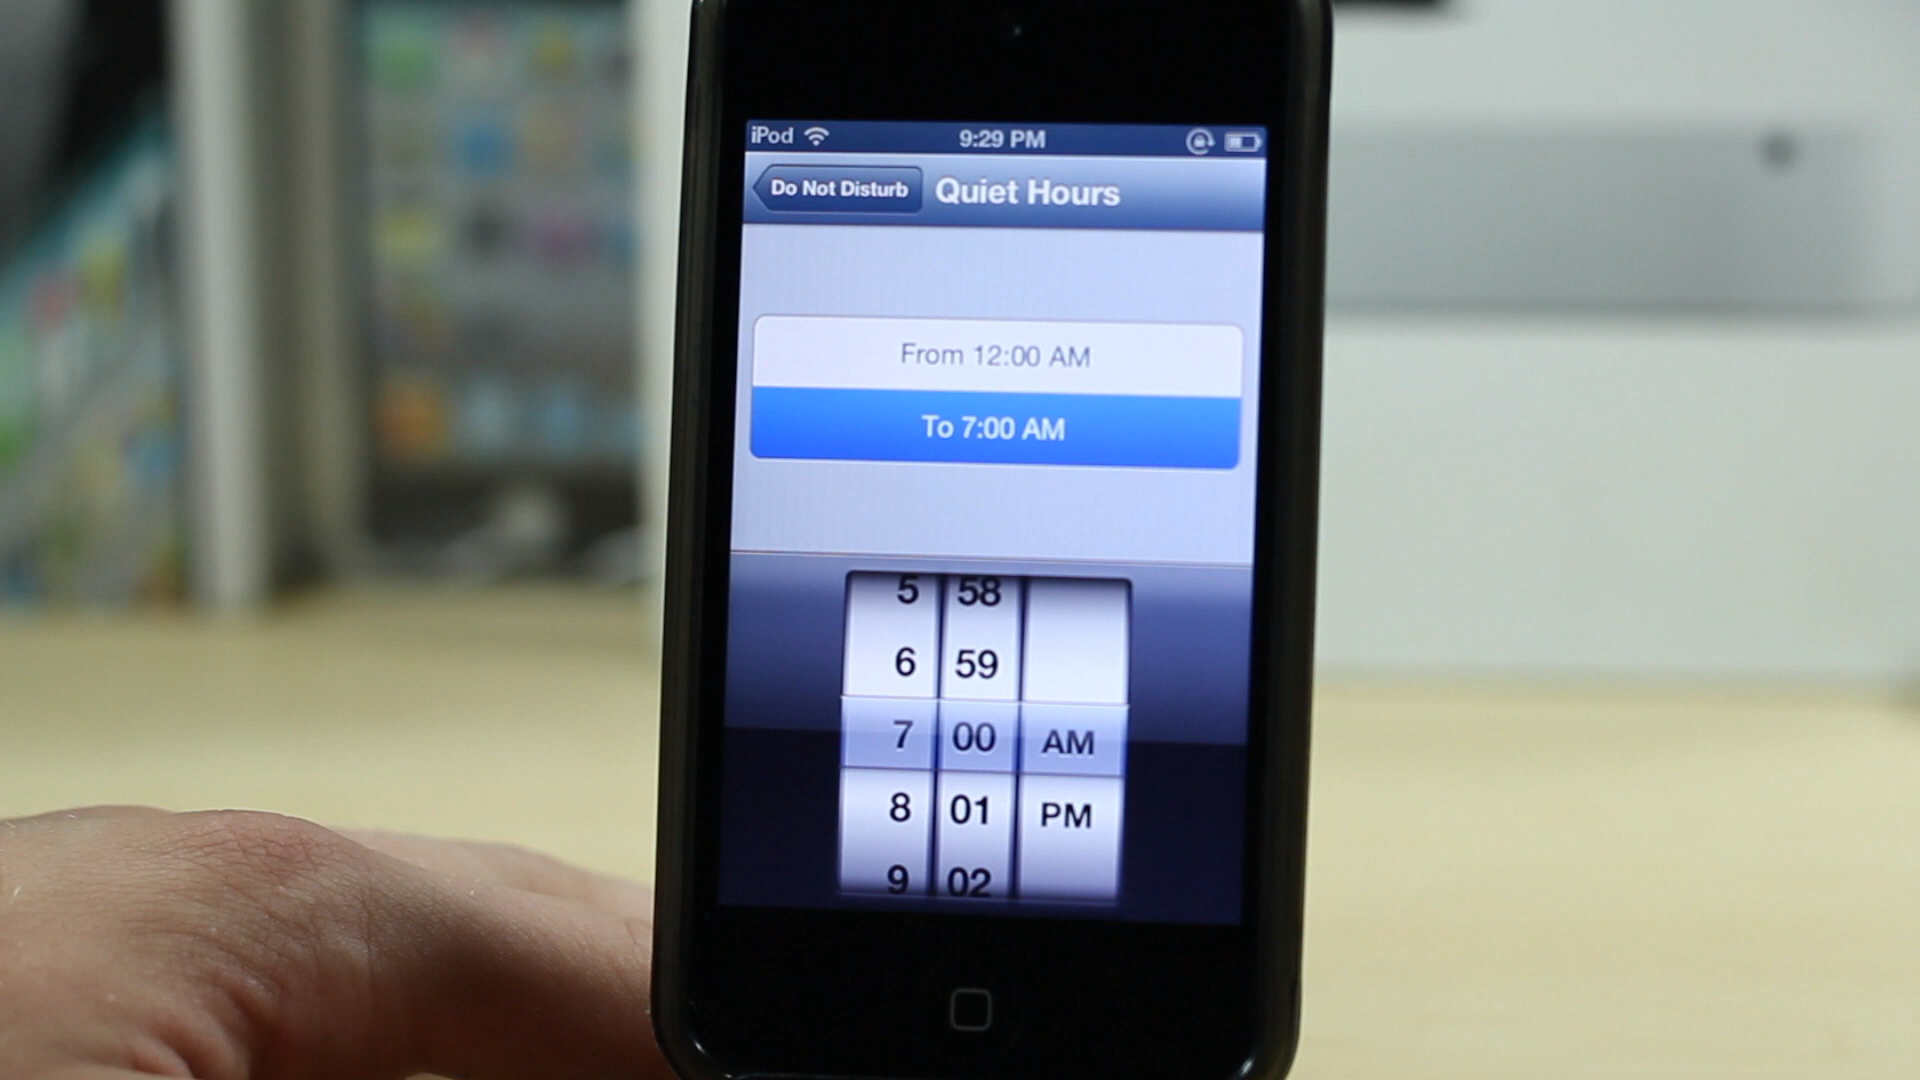 iPod 9:29 PM
Do Not Disturb Quiet Hours
From 12:00 AM
To 7:00 AM
5 58
6 59
7 00 AM
8 01 PM
9 02